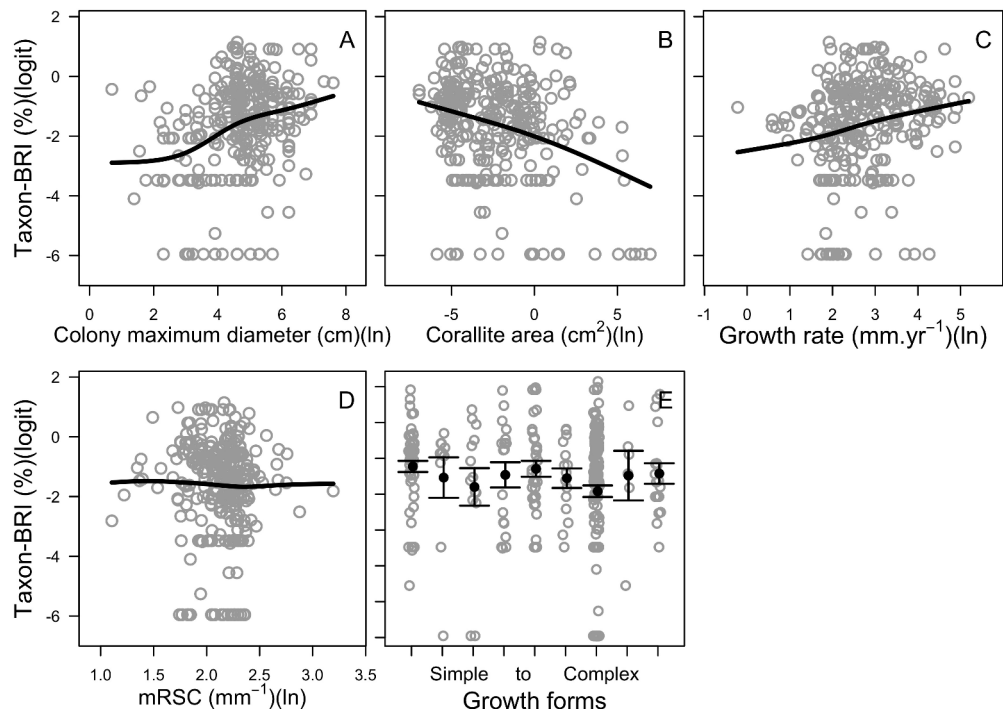 A
B
C
Taxon-BRI (%)(logit)
2
0
-2
-4
-6
0 2 4 6 8
-5 0 5
-1 0 1 2 3 4 5
Colony maximum diameter (cm)(ln)
Corallite area (cm²)(ln)
Growth rate (mm.yr⁻¹)(ln)
D
E
Taxon-BRI (%)(logit)
2
0
-2
-4
-6
1.0 1.5 2.0 2.5 3.0 3.5
mRSC (mm⁻¹)(ln)
Simple to Complex
Growth forms